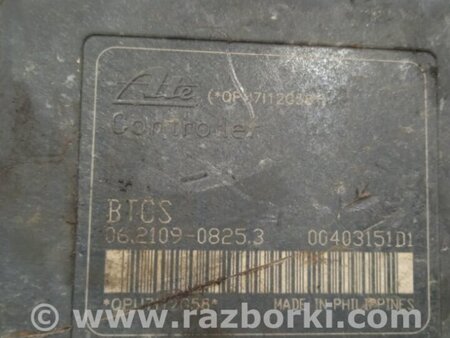 Ate
Controller
BTCS
06.2109-0825.3 00403151D1
MADE IN PHILIPPINES
www.razborki.com